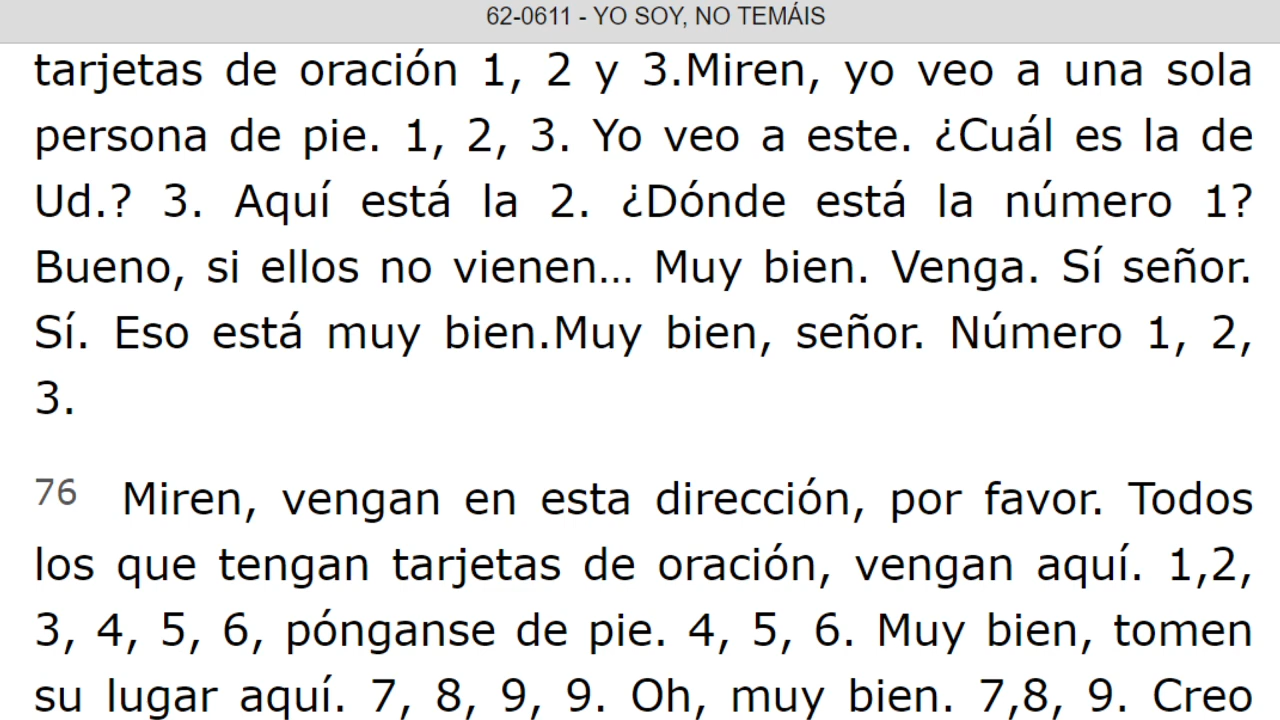 62-0611 - YO SOY, NO TEMÁIS
tarjetas de oración 1, 2 y 3.Miren, yo veo a una sola
persona de pie. 1, 2, 3. Yo veo a este. ¿Cuál es la de
Ud.? 3. Aquí está la 2. ¿Dónde está la número 1?
Bueno, si ellos no vienen... Muy bien. Venga. Sí señor.
Sí. Eso está muy bien.Muy bien, señor. Número 1, 2,
3.
76 Miren, vengan en esta dirección, por favor. Todos
los que tengan tarjetas de oración, vengan aquí. 1,2,
3, 4, 5, 6, pónganse de pie. 4, 5, 6. Muy bien, tomen
su lugar aquí. 7, 8, 9, 9. Oh, muy bien. 7,8, 9. Creo